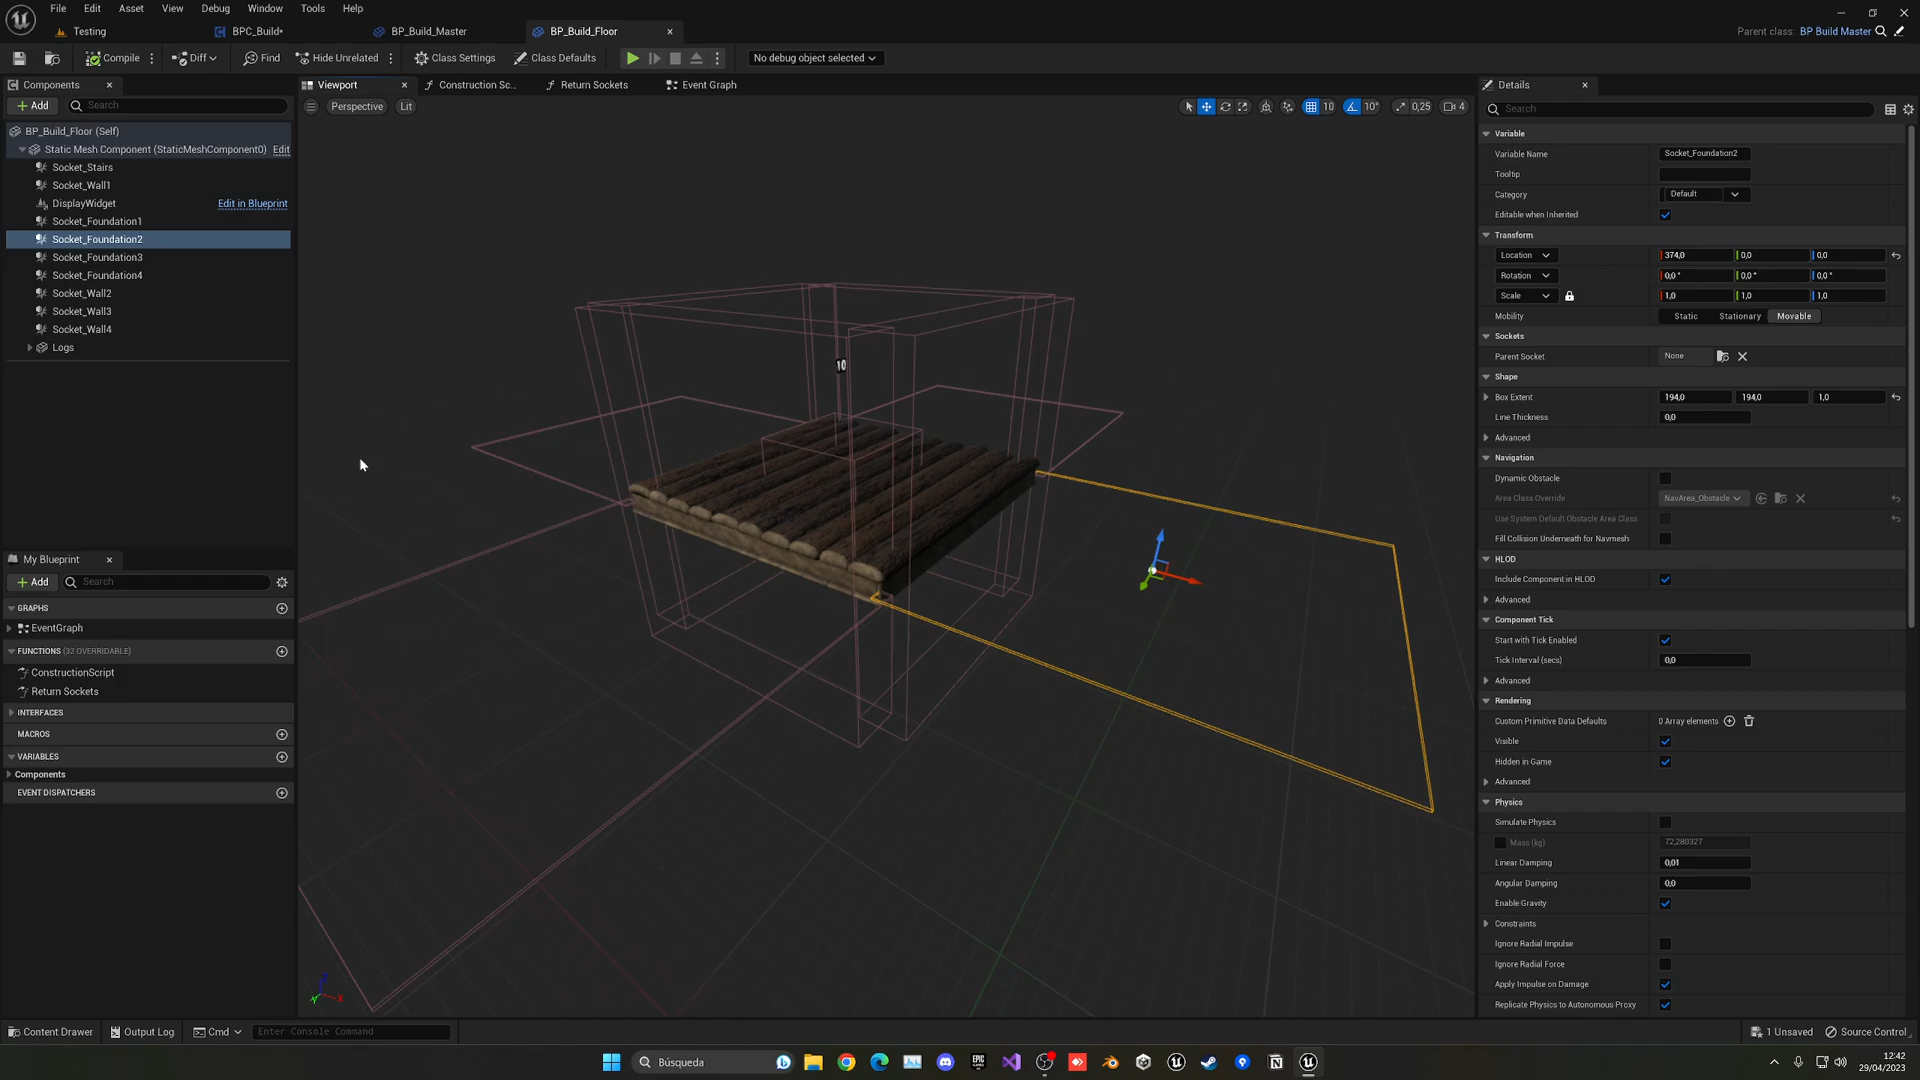 File Edit Asset View Debug Window Tools Help
Testing BPC_Build* BP_Build_Master BP_Build_Floor Parent class: BP Build Master
Compile Diff Find Hide Unrelated Class Settings Class Defaults No debug object selected
Components Viewport Construction Sc... Return Sockets Event Graph Details
Add Search Perspective Lit 10 10° 0,25 4 Search
BP_Build_Floor (Self)
Static Mesh Component (StaticMeshComponent0) Edit
Socket_Stairs
Socket_Wall1
DisplayWidget Edit in Blueprint
Socket_Foundation1
Socket_Foundation2
Socket_Foundation3
Socket_Foundation4
Socket_Wall2
Socket_Wall3
Socket_Wall4
Logs
10
X
My Blueprint
Add Search
GRAPHS
EventGraph
FUNCTIONS (32 OVERRIDABLE)
ConstructionScript
Return Sockets
INTERFACES
MACROS
VARIABLES
Components
EVENT DISPATCHERS
Variable
Variable Name Socket_Foundation2
Tooltip
Category Default
Editable when Inherited
Transform
Location 374,0 0,0 0,0
Rotation 0,0 ° 0,0 ° 0,0 °
Scale 1,0 1,0 1,0
Mobility Static Stationary Movable
Sockets
Parent Socket None
Shape
Box Extent 194,0 194,0 1,0
Line Thickness 0,0
Advanced
Navigation
Dynamic Obstacle
Area Class Override NavArea_Obstacle
Use System Default Obstacle Area Class
Fill Collision Underneath for Navmesh
HLOD
Include Component in HLOD
Advanced
Component Tick
Start with Tick Enabled
Tick Interval (secs) 0,0
Advanced
Rendering
Custom Primitive Data Defaults 0 Array elements
Visible
Hidden in Game
Advanced
Physics
Simulate Physics
Mass (kg) 72,280327
Linear Damping 0,01
Angular Damping 0,0
Enable Gravity
Constraints
Ignore Radial Impulse
Ignore Radial Force
Apply Impulse on Damage
Replicate Physics to Autonomous Proxy
Content Drawer Output Log Cmd Enter Console Command 1 Unsaved Source Control
Búsqueda 12:42
29/04/2023